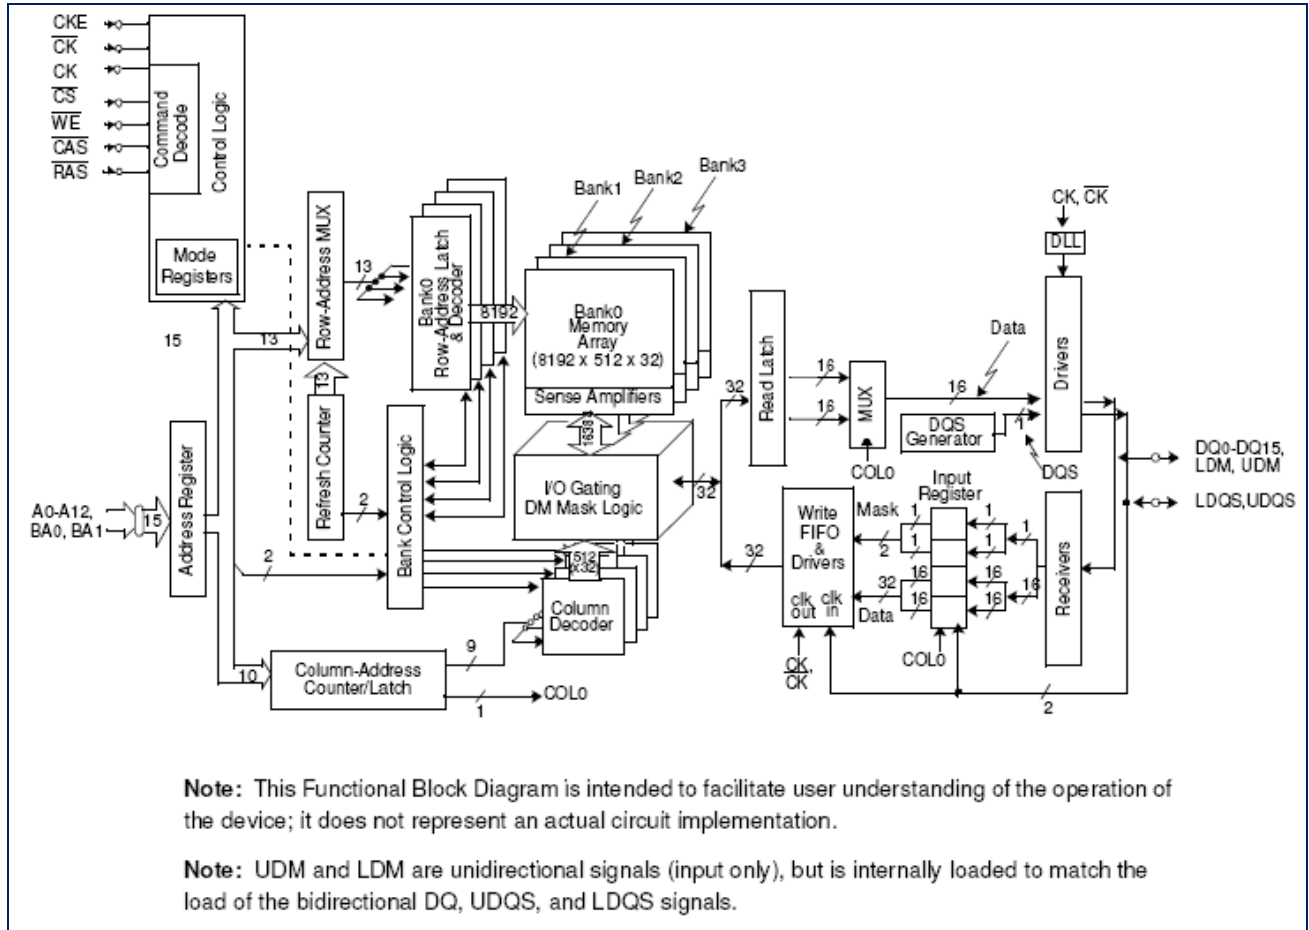 CKE
CK
CK
CS
WE
CAS
RAS
Command
Decode
Control Logic
Mode
Registers
15
13
Row-Address MUX
13
Refresh Counter
13
Bank0
Row-Address Latch
& Decoder
8192
Bank1
Bank2
Bank3
Bank0
Memory
Array
(8192 x 512 x 32)
Sense Amplifiers
1638
I/O Gating
DM Mask Logic
2
Bank Control Logic
512
(x32)
Column
Decoder
A0-A12,
BA0, BA1
15
Address Register
2
10
Column-Address
Counter/Latch
9
1
COL0
32
32
32
Read Latch
16
16
MUX
COL0
16
Data
DQS
Generator
1
DQS
CK, CK
DLL
Drivers
DQ0-DQ15,
LDM, UDM
LDQS,UDQS
Input
Register
Write
FIFO
&
Drivers
clk
out
clk
in
Mask
2
32
Data
1
1
16
16
1
1
16
16
1
16
Receivers
COL0
CK,
CK
2
Note: This Functional Block Diagram is intended to facilitate user understanding of the operation of
the device; it does not represent an actual circuit implementation.
Note: UDM and LDM are unidirectional signals (input only), but is internally loaded to match the
load of the bidirectional DQ, UDQS, and LDQS signals.